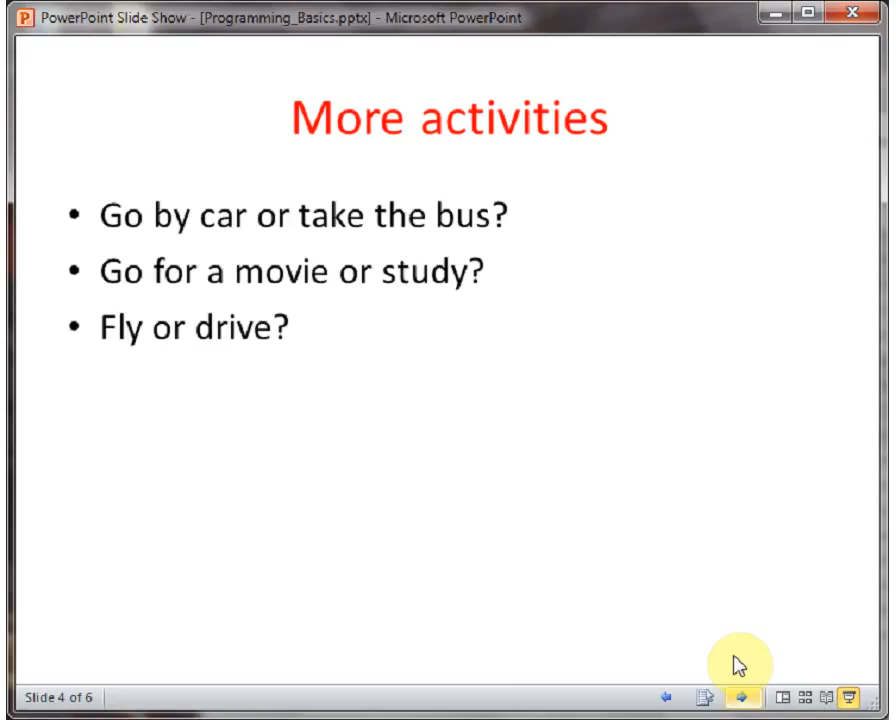 PowerPoint Slide Show - [Programming_Basics.pptx] - Microsoft PowerPoint
More activities
• Go by car or take the bus?
• Go for a movie or study?
• Fly or drive?
Slide 4 of 6